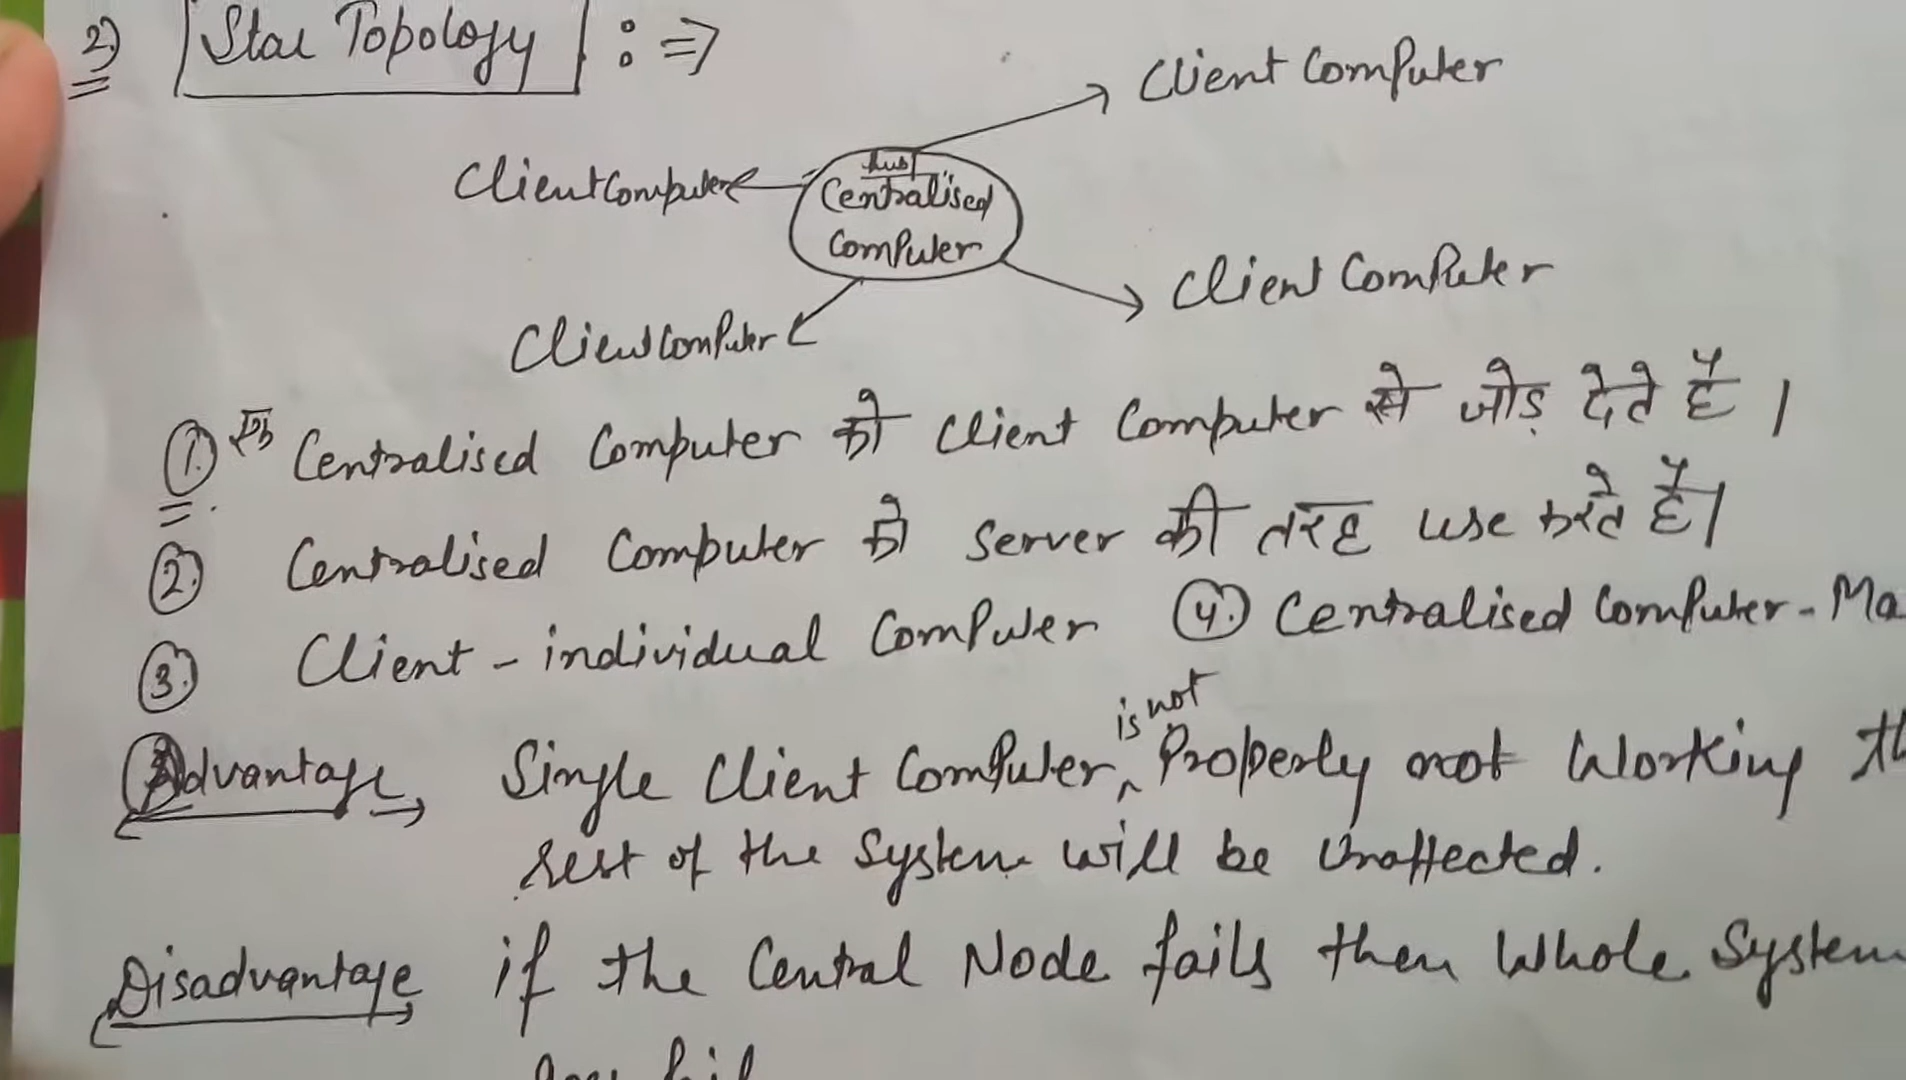 2) Star Topology :⇒
Client Computer
Hub
Client Computer
Centralised
Computer
Client Computer
Client Computer
1. एक Centralised Computer को Client Computer से जोड़ देते हैं ।
2. Centralised Computer को Server की तरह use करते हैं।
3. Client - individual Computer 4. Centralised Computer - Ma
is not
Advantage Single Client Computer ^ Properly not Working th
rest of the System will be Unaffected.
Disadvantage if the Central Node fails then Whole System